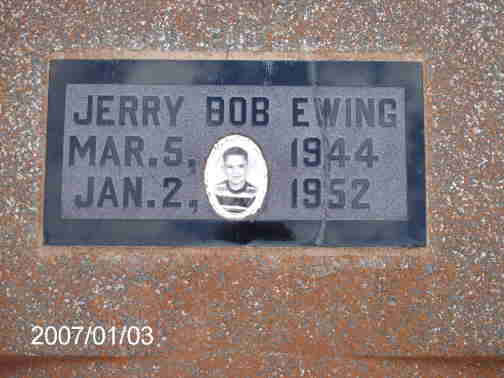 JERRY BOB EWING
MAR. 5, 1944
JAN. 2, 1952
2007/01/03